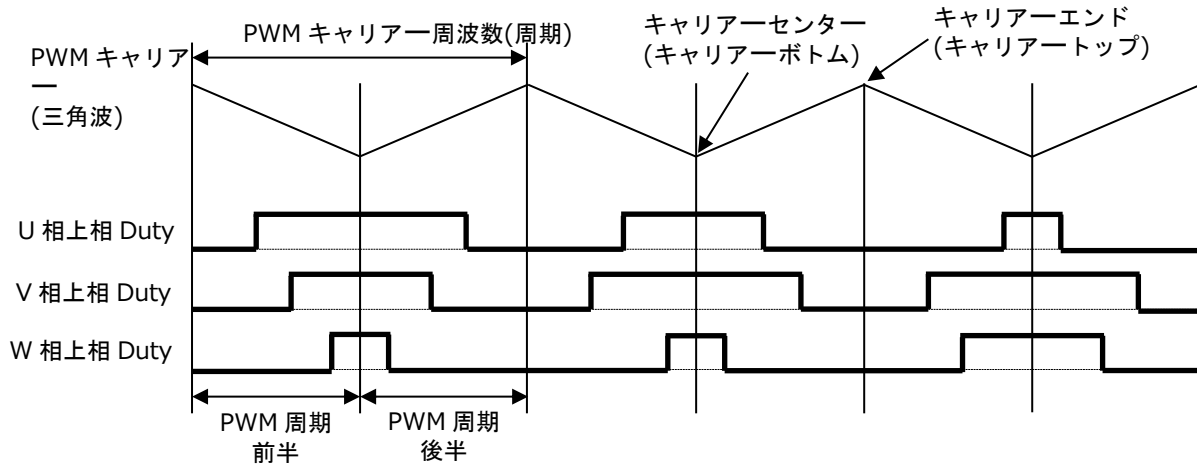 PWM キャリアー周波数(周期)
キャリアーセンター
(キャリアーボトム)
キャリアーエンド
(キャリアートップ)
PWM キャリア
ー
(三角波)
U 相上相 Duty
V 相上相 Duty
W 相上相 Duty
PWM 周期
前半
PWM 周期
後半